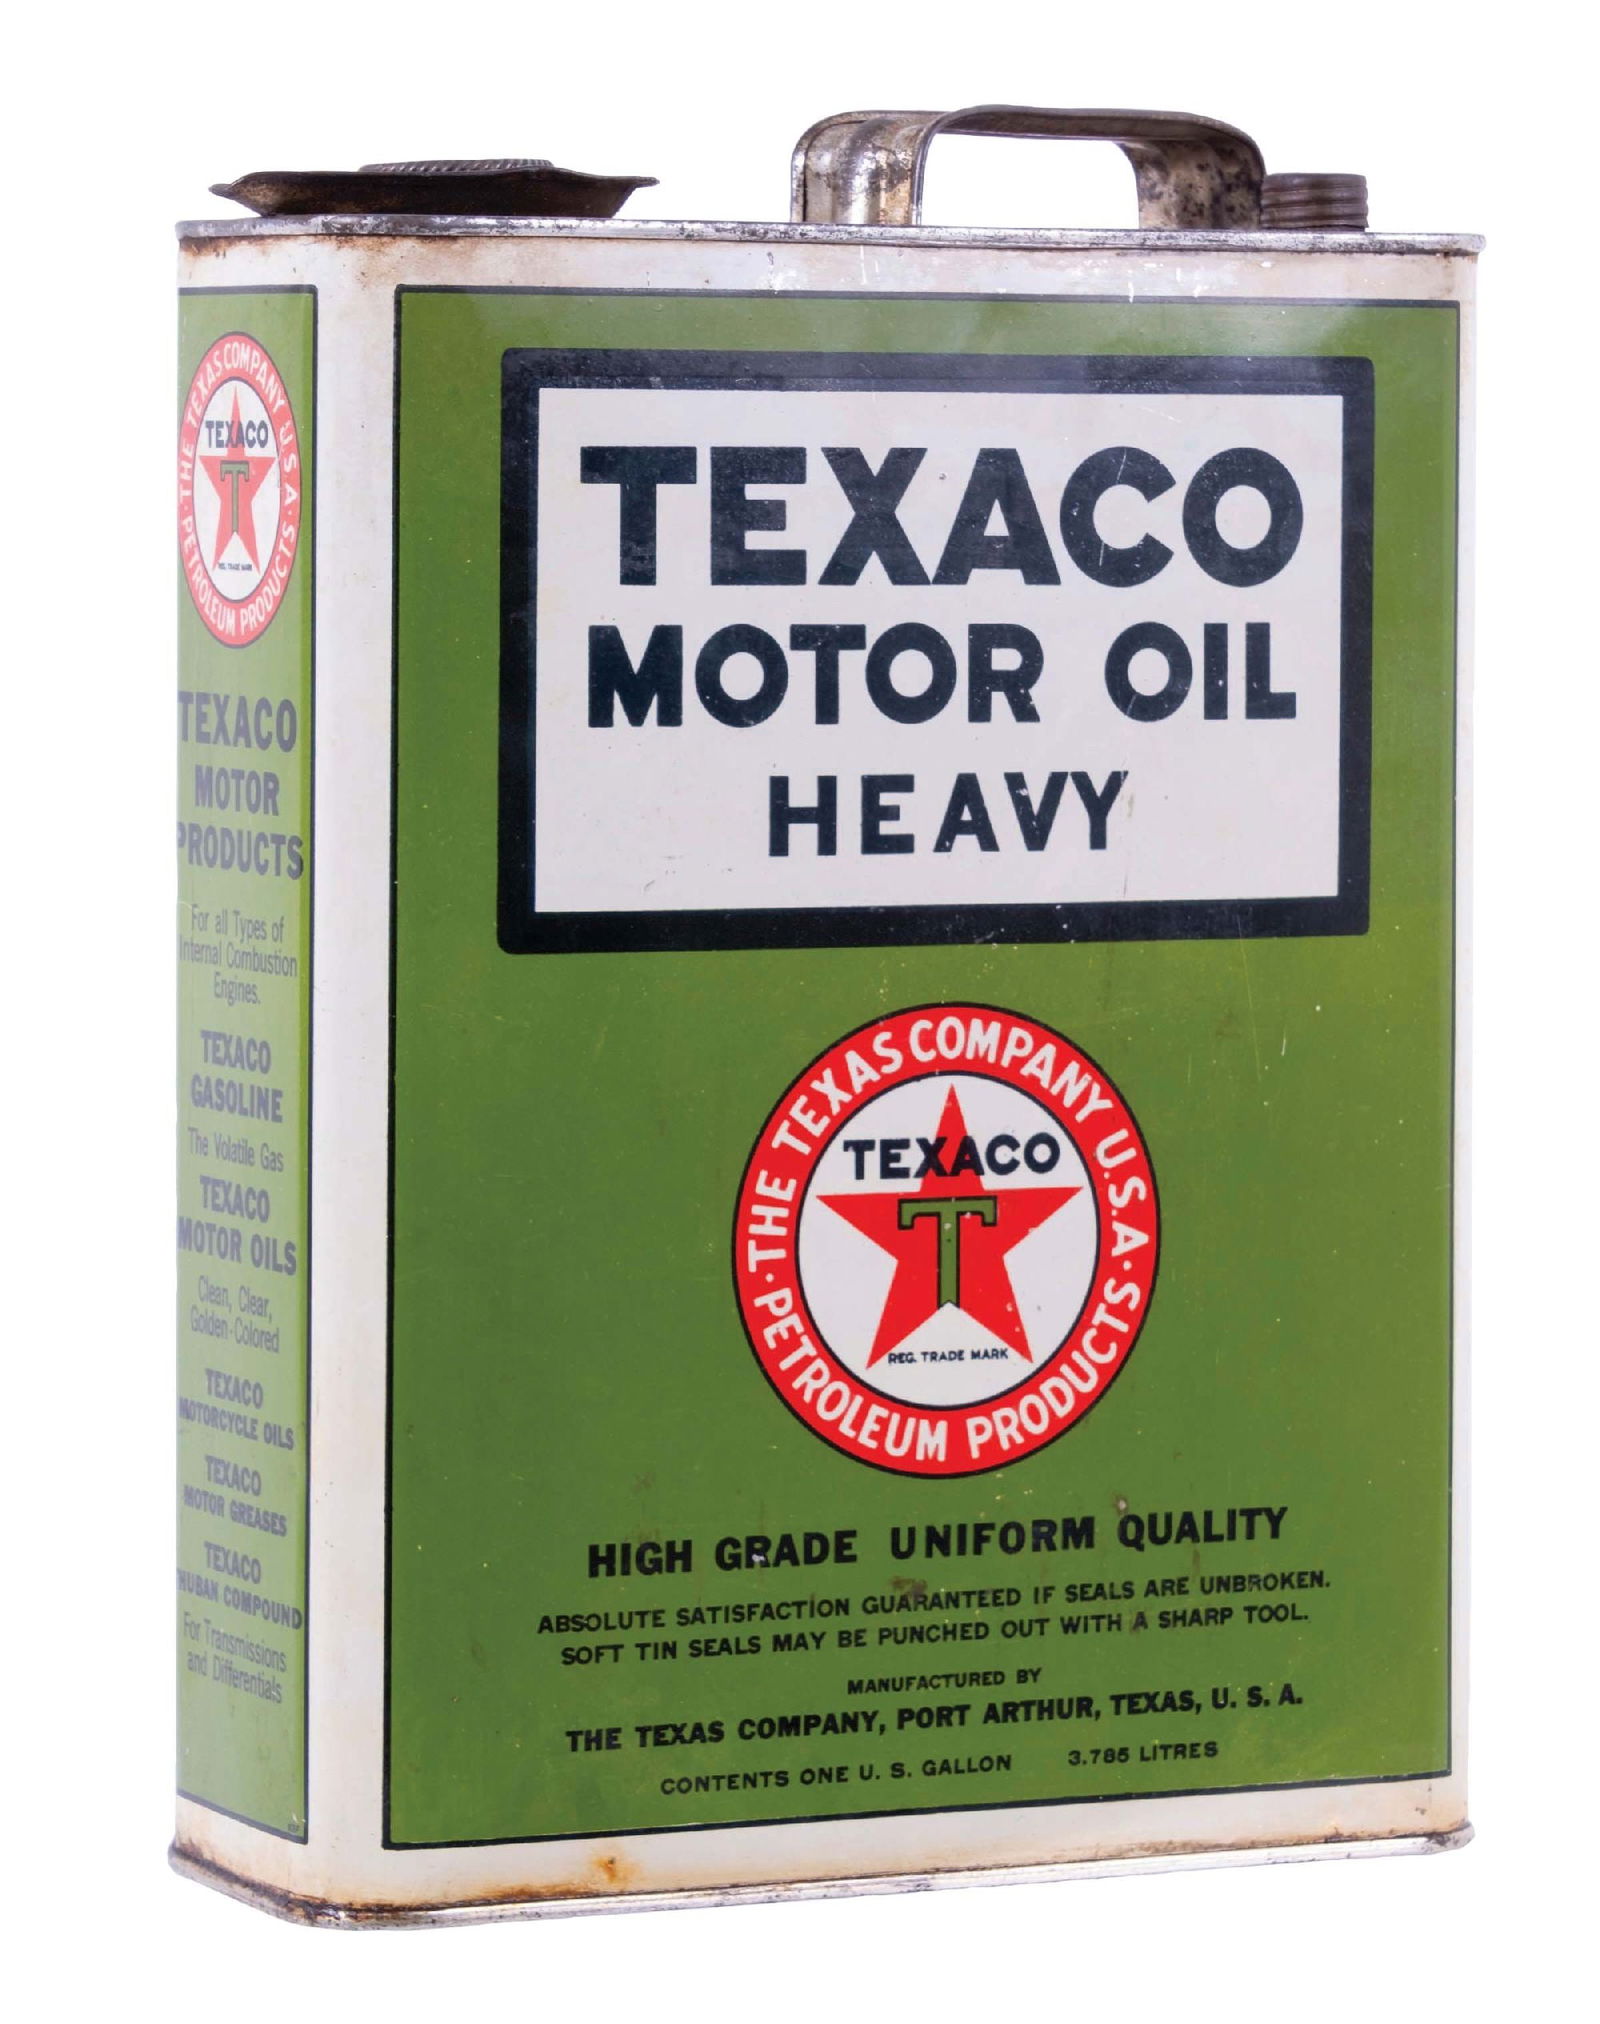 TEXACO
MOTOR OIL
HEAVY
THE TEXAS COMPANY U.S.A.
TEXACO
T
REG. TRADE MARK
PETROLEUM PRODUCTS
HIGH GRADE UNIFORM QUALITY
ABSOLUTE SATISFACTION GUARANTEED IF SEALS ARE UNBROKEN.
SOFT TIN SEALS MAY BE PUNCHED OUT WITH A SHARP TOOL.
MANUFACTURED BY
THE TEXAS COMPANY, PORT ARTHUR, TEXAS, U. S. A.
CONTENTS ONE U. S. GALLON 3.785 LITRES
THE TEXAS COMPANY U.S.A.
TEXACO
T
REG. TRADE MARK
PETROLEUM PRODUCTS
TEXACO
MOTOR
PRODUCTS
For all Types of
Internal Combustion
Engines.
TEXACO
GASOLINE
The Volatile Gas
TEXACO
MOTOR OILS
Clean, Clear,
Golden-Colored
TEXACO
MOTORCYCLE OILS
TEXACO
MOTOR GREASES
TEXACO
THUBAN COMPOUND
For Transmissions
and Differentials